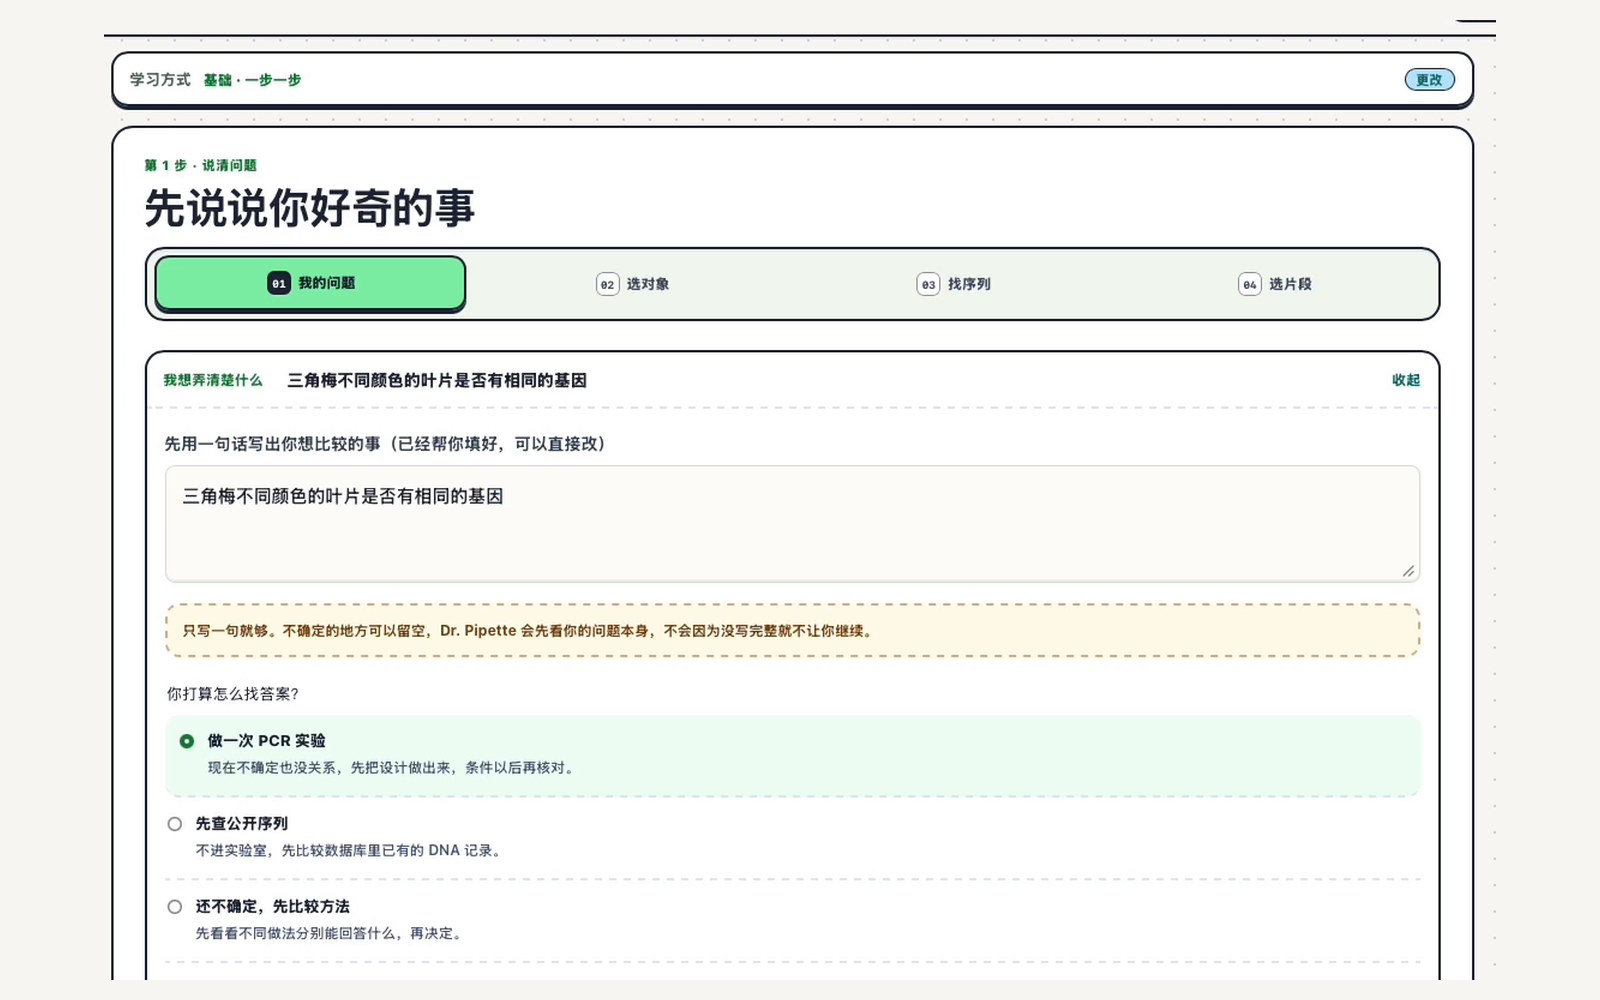 学习方式 基础 · 一步一步
更改
第 1 步 · 说清问题
先说说你好奇的事
01 我的问题
02 选对象
03 找序列
04 选片段
我想弄清楚什么 三角梅不同颜色的叶片是否有相同的基因
收起
先用一句话写出你想比较的事（已经帮你填好，可以直接改）
三角梅不同颜色的叶片是否有相同的基因
只写一句就够。不确定的地方可以留空，Dr. Pipette 会先看你的问题本身，不会因为没写完整就不让你继续。
你打算怎么找答案？
做一次 PCR 实验
现在不确定也没关系，先把设计做出来，条件以后再核对。
先查公开序列
不进实验室，先比较数据库里已有的 DNA 记录。
还不确定，先比较方法
先看看不同做法分别能回答什么，再决定。